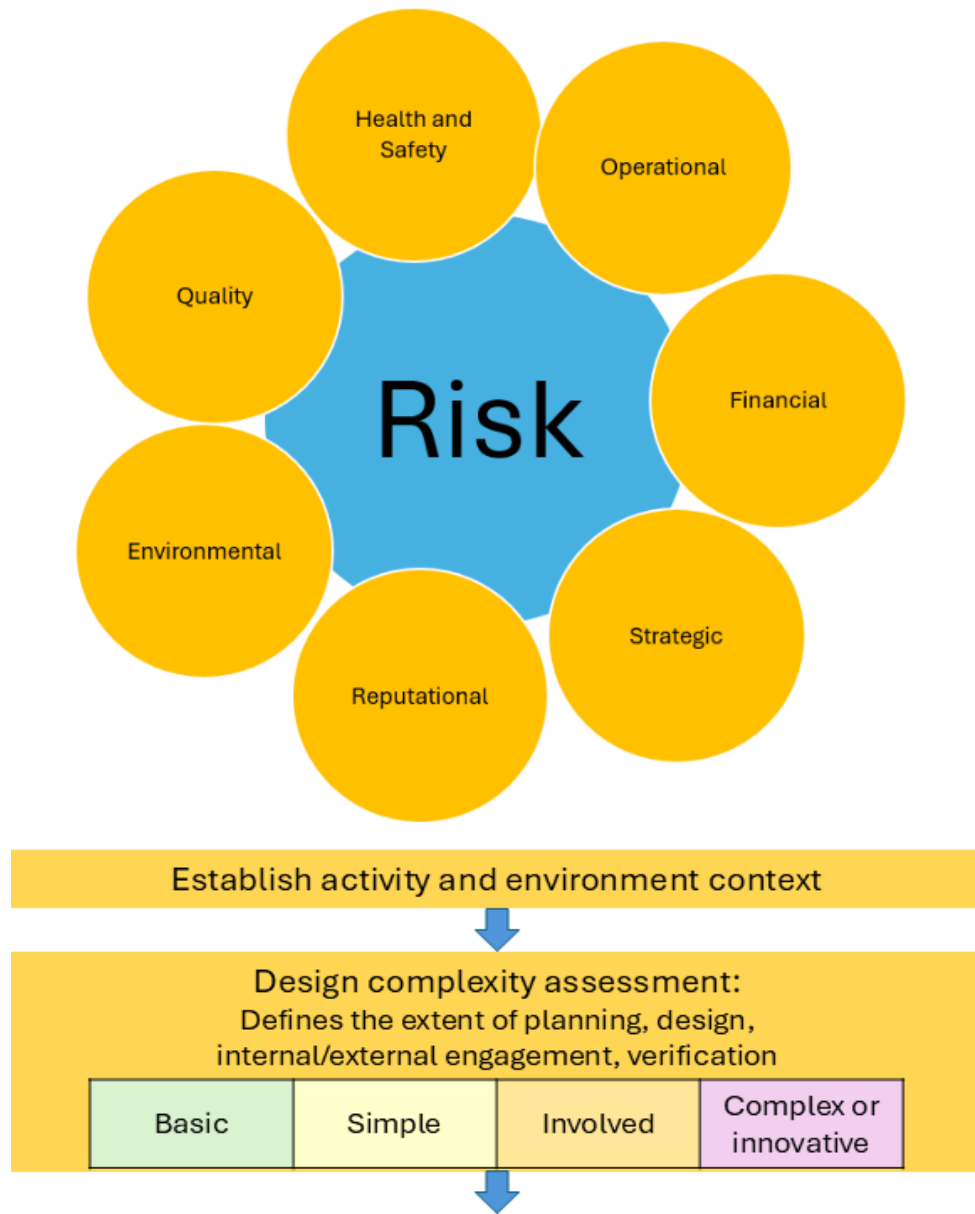 Health and
Safety
Operational
Quality
Risk
Financial
Environmental
Strategic
Reputational
Establish activity and environment context
Design complexity assessment:
Defines the extent of planning, design,
internal/external engagement, verification
Basic
Simple
Involved
Complex or
innovative